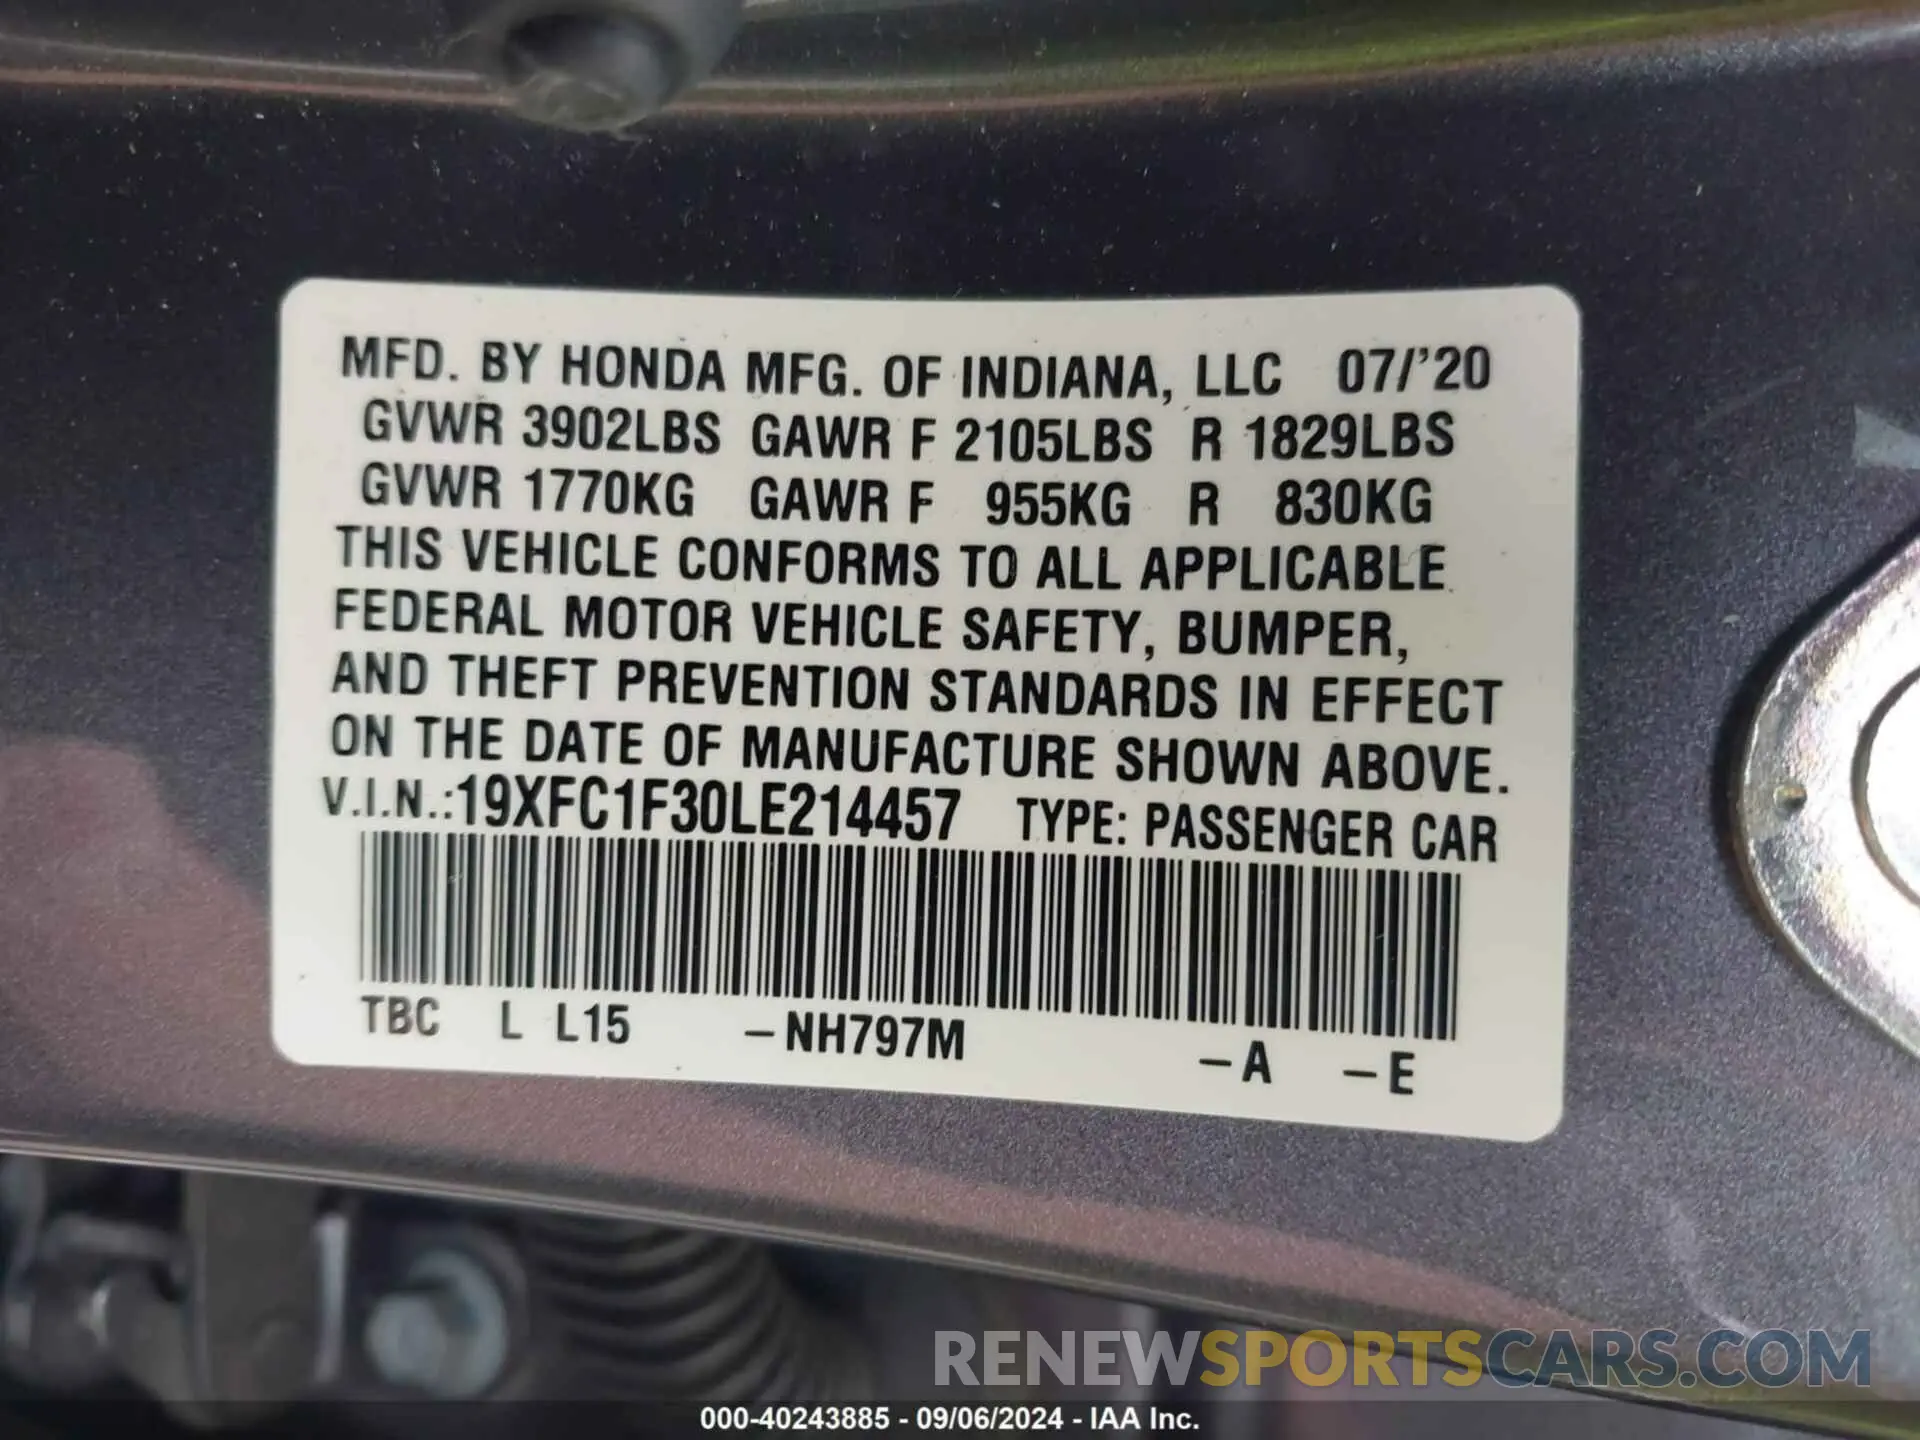 MFD. BY HONDA MFG. OF INDIANA, LLC 07/'20
GVWR 3902LBS GAWR F 2105LBS R 1829LBS
GVWR 1770KG GAWR F 955KG R 830KG
THIS VEHICLE CONFORMS TO ALL APPLICABLE
FEDERAL MOTOR VEHICLE SAFETY, BUMPER,
AND THEFT PREVENTION STANDARDS IN EFFECT
ON THE DATE OF MANUFACTURE SHOWN ABOVE.
V.I.N.:19XFC1F30LE214457 TYPE: PASSENGER CAR
TBC L L15 –NH797M –A –E
RENEWSPORTSCARS.COM
000-40243885 - 09/06/2024 - IAA Inc.